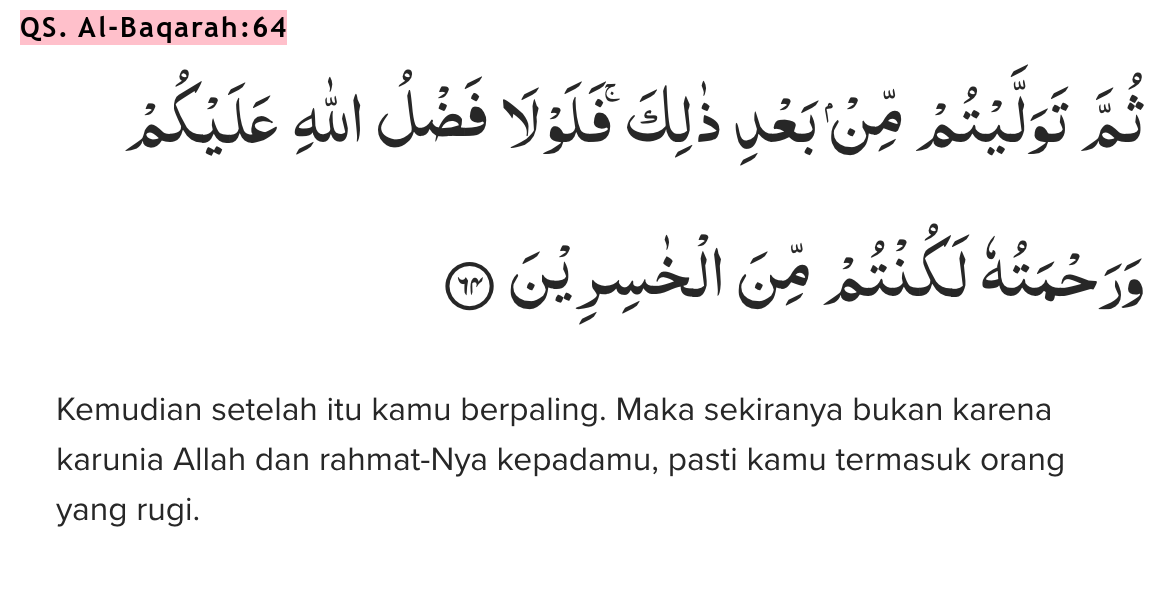 QS. Al-Baqarah:64
ثُمَّ تَوَلَّيْتُمْ مِّنْۢ بَعْدِ ذٰلِكَ ۚ فَلَوْلَا فَضْلُ اللّٰهِ عَلَيْكُمْ
وَرَحْمَتُهٗ لَكُنْتُمْ مِّنَ الْخٰسِرِيْنَ ٦٤
Kemudian setelah itu kamu berpaling. Maka sekiranya bukan karena
karunia Allah dan rahmat-Nya kepadamu, pasti kamu termasuk orang
yang rugi.